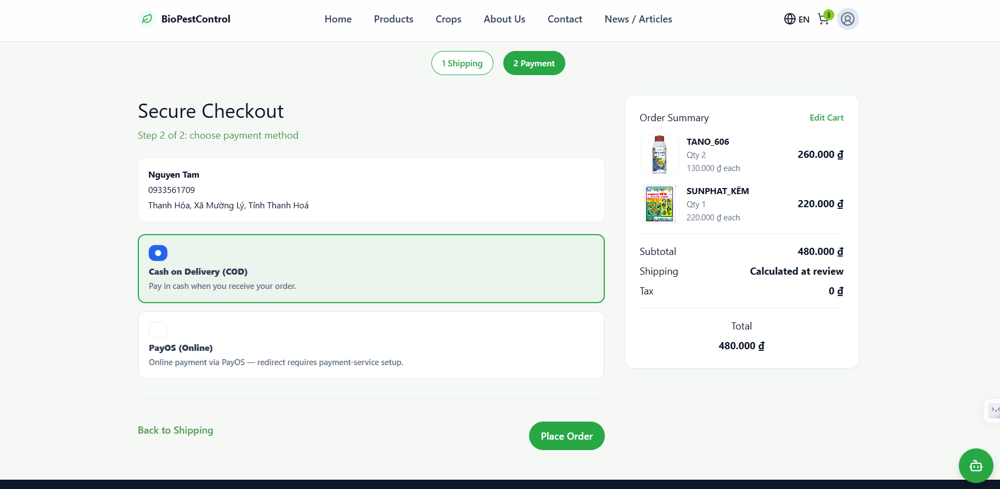 BioPestControl
Home
Products
Crops
About Us
Contact
News / Articles
EN
3
1 Shipping
2 Payment
Secure Checkout
Step 2 of 2: choose payment method
Nguyen Tam
0933561709
Thanh Hóa, Xã Mường Lý, Tỉnh Thanh Hoá
Cash on Delivery (COD)
Pay in cash when you receive your order.
PayOS (Online)
Online payment via PayOS — redirect requires payment-service setup.
Back to Shipping
Place Order
Order Summary
Edit Cart
TANO_606
Qty 2
130.000 ₫ each
260.000 ₫
SUNPHAT KẼM
SUNPHAT_KẼM
Qty 1
220.000 ₫ each
220.000 ₫
Subtotal
480.000 ₫
Shipping
Calculated at review
Tax
0 ₫
Total
480.000 ₫